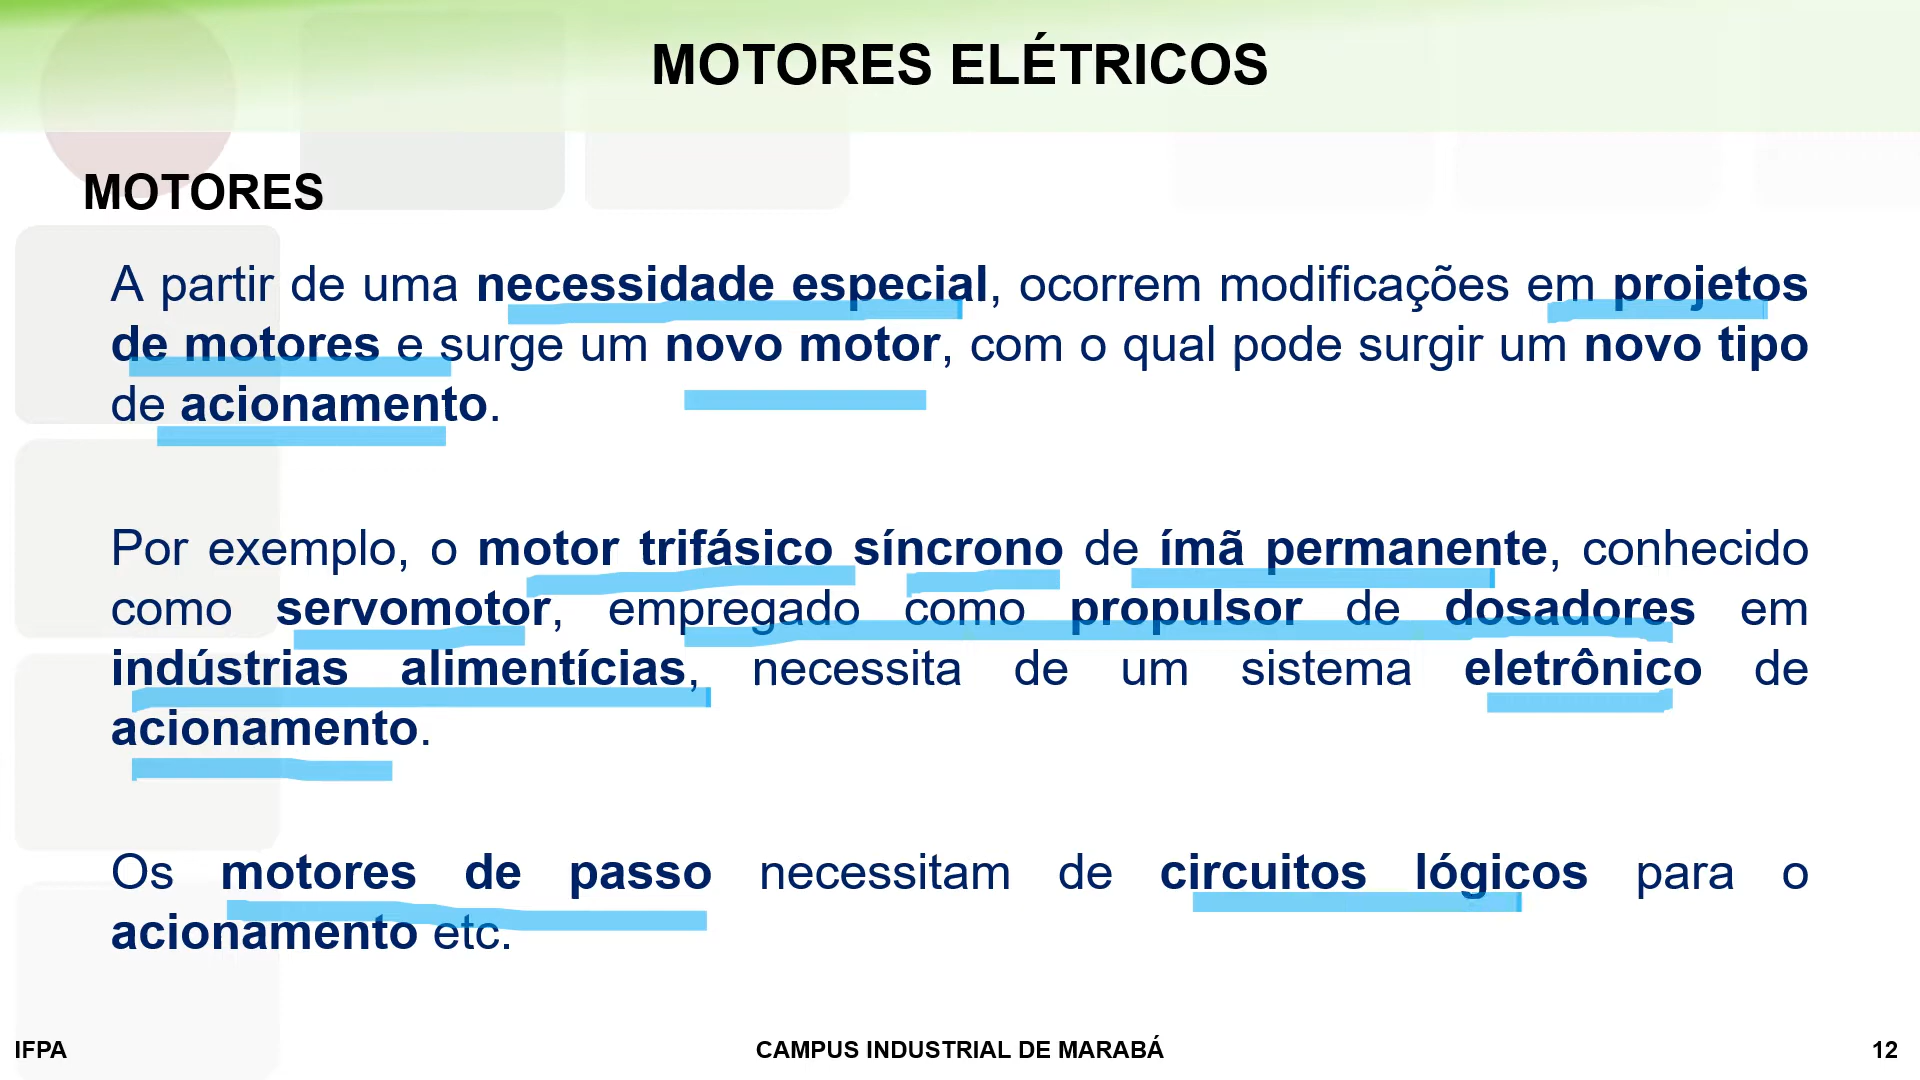 MOTORES ELÉTRICOS
MOTORES
A partir de uma necessidade especial, ocorrem modificações em projetos
de motores e surge um novo motor, com o qual pode surgir um novo tipo
de acionamento.
Por exemplo, o motor trifásico síncrono de ímã permanente, conhecido
como servomotor, empregado como propulsor de dosadores em
indústrias alimentícias, necessita de um sistema eletrônico de
acionamento.
Os motores de passo necessitam de circuitos lógicos para o
acionamento etc.
IFPA
CAMPUS INDUSTRIAL DE MARABÁ
12